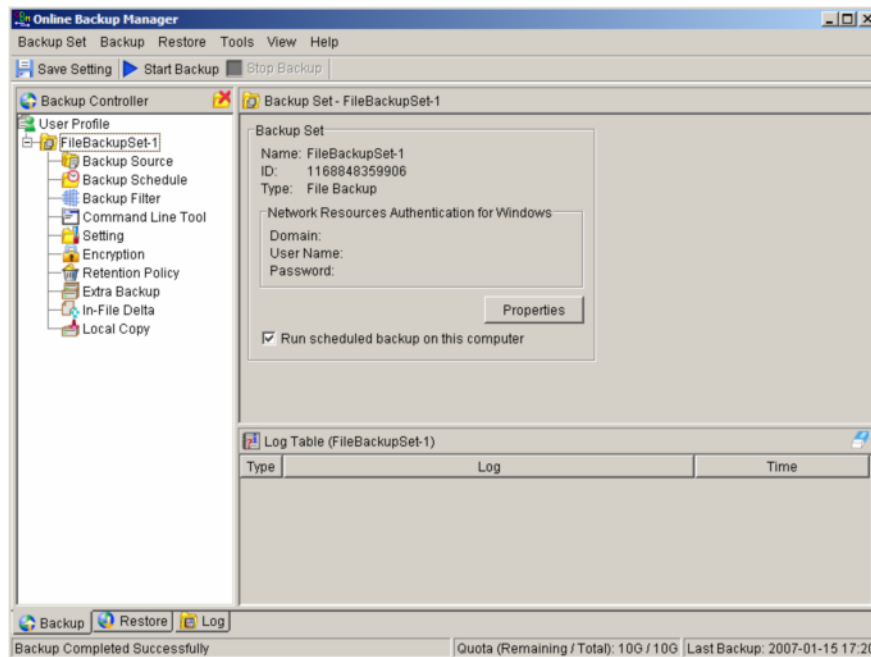 Online Backup Manager
Backup Set Backup Restore Tools View Help
Save Setting Start Backup Stop Backup
Backup Controller
User Profile
FileBackupSet-1
Backup Source
Backup Schedule
Backup Filter
Command Line Tool
Setting
Encryption
Retention Policy
Extra Backup
In-File Delta
Local Copy
Backup Set - FileBackupSet-1
Backup Set
Name: FileBackupSet-1
ID: 1168848359906
Type: File Backup
Network Resources Authentication for Windows
Domain:
User Name:
Password:
Properties
Run scheduled backup on this computer
Log Table (FileBackupSet-1)
Type Log Time
Backup Restore Log
Backup Completed Successfully Quota (Remaining / Total): 10G / 10G Last Backup: 2007-01-15 17:20